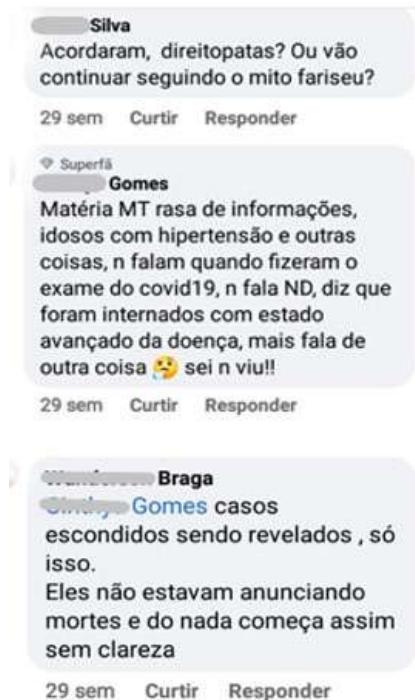 Silva
Acordaram, direitopatas? Ou vão
continuar seguindo o mito fariseu?
29 sem Curtir Responder
Superfã
Gomes
Matéria MT rasa de informações,
idosos com hipertensão e outras
coisas, n falam quando fizeram o
exame do covid19, n fala ND, diz que
foram internados com estado
avançado da doença, mais fala de
outra coisa 🤔 sei n viu!!
29 sem Curtir Responder
Braga
Gomes casos
escondidos sendo revelados , só
isso.
Eles não estavam anunciando
mortes e do nada começa assim
sem clareza
29 sem Curtir Responder